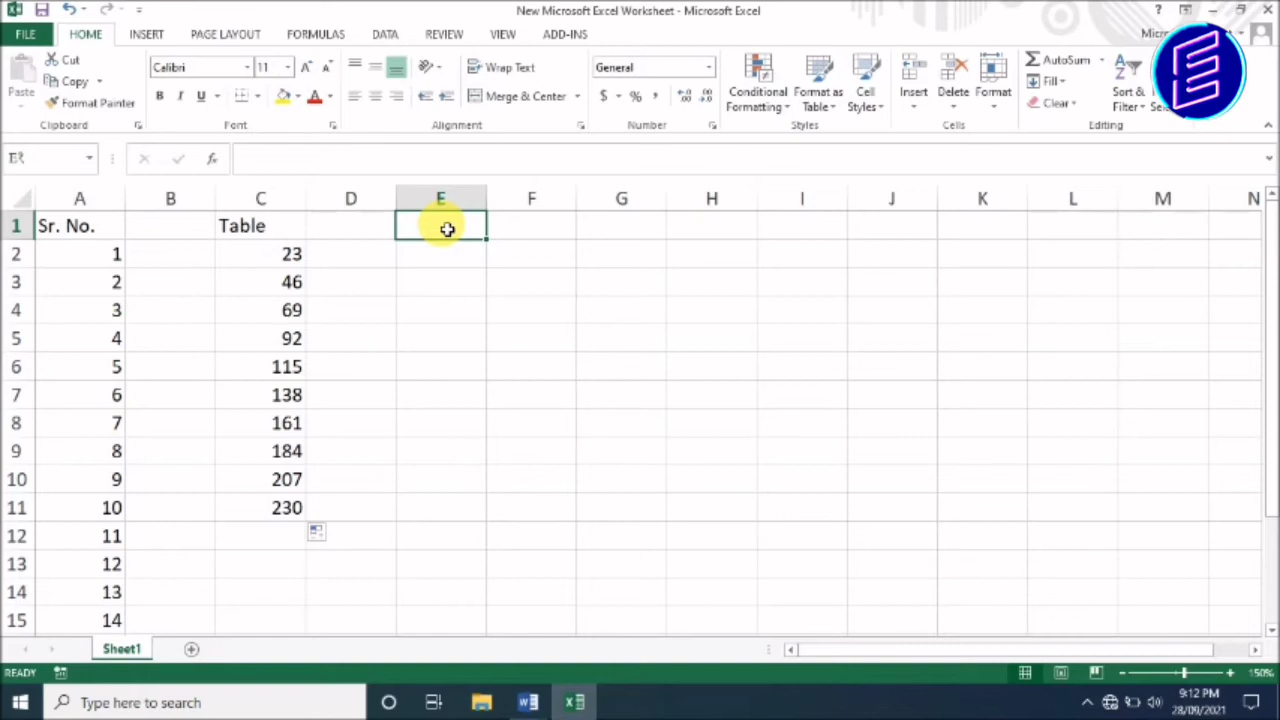 New Microsoft Excel Worksheet - Microsoft Excel
FILE HOME INSERT PAGE LAYOUT FORMULAS DATA REVIEW VIEW ADD-INS
Cut
Copy
Format Painter
Paste
Clipboard
Calibri 11
B I U
Font
Wrap Text
Merge & Center
Alignment
General
$ % ,
Number
Conditional Formatting
Format as Table
Cell Styles
Styles
Insert Delete Format
Cells
AutoSum
Fill
Clear
Sort & Filter
Editing
fx
A B C D E F G H I J K L M N
1 Sr. No. Table
2 1 23
3 2 46
4 3 69
5 4 92
6 5 115
7 6 138
8 7 161
9 8 184
10 9 207
11 10 230
12 11
13 12
14 13
15 14
Sheet1
READY 150%
Type here to search
9:12 PM
28/09/2021